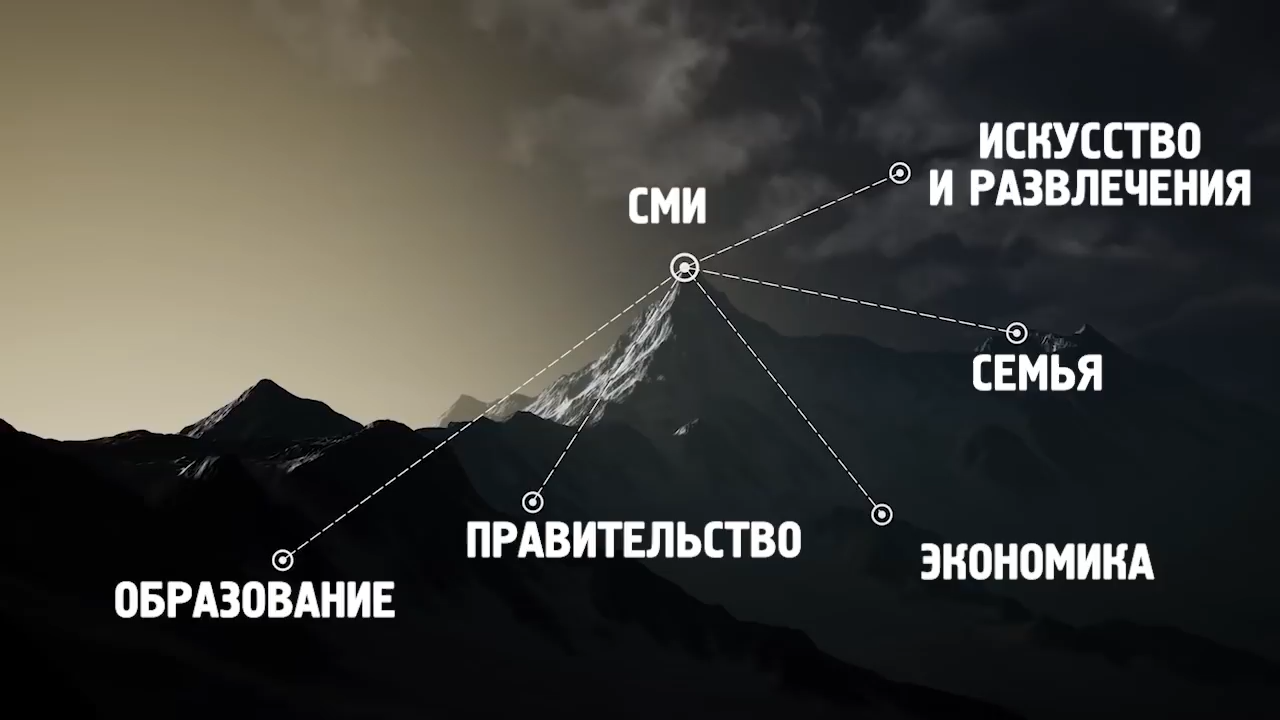 ИСКУССТВО
И РАЗВЛЕЧЕНИЯ
СМИ
СЕМЬЯ
ПРАВИТЕЛЬСТВО
ЭКОНОМИКА
ОБРАЗОВАНИЕ